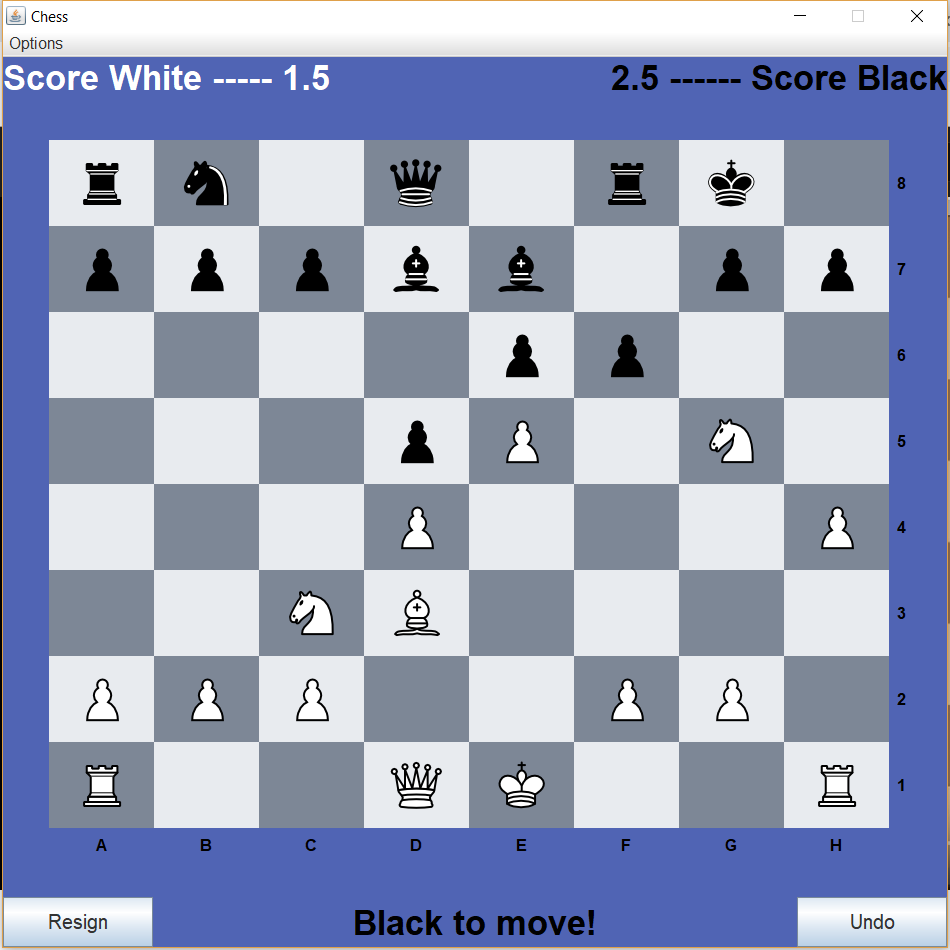 Chess
Options
Score White ----- 1.5
2.5 ------ Score Black
8
7
6
5
4
3
2
1
A B C D E F G H
Resign
Black to move!
Undo